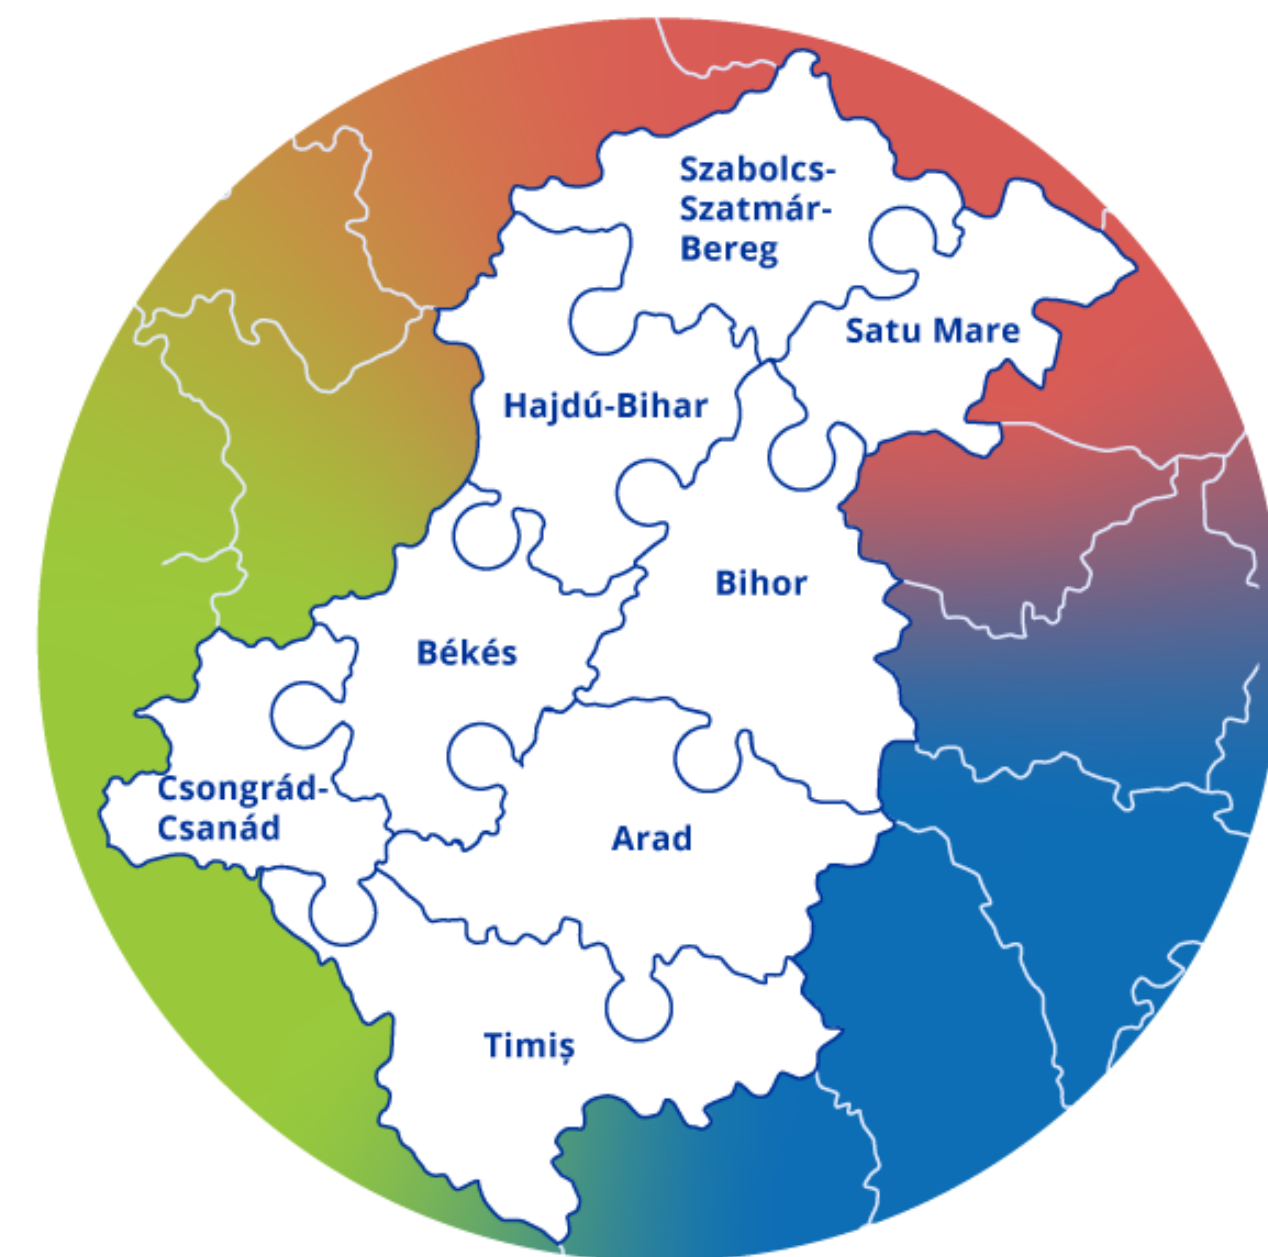 Szabolcs-
Szatmár-
Bereg
Satu Mare
Hajdú-Bihar
Bihor
Békés
Csongrád-
Csanád
Arad
Timiș